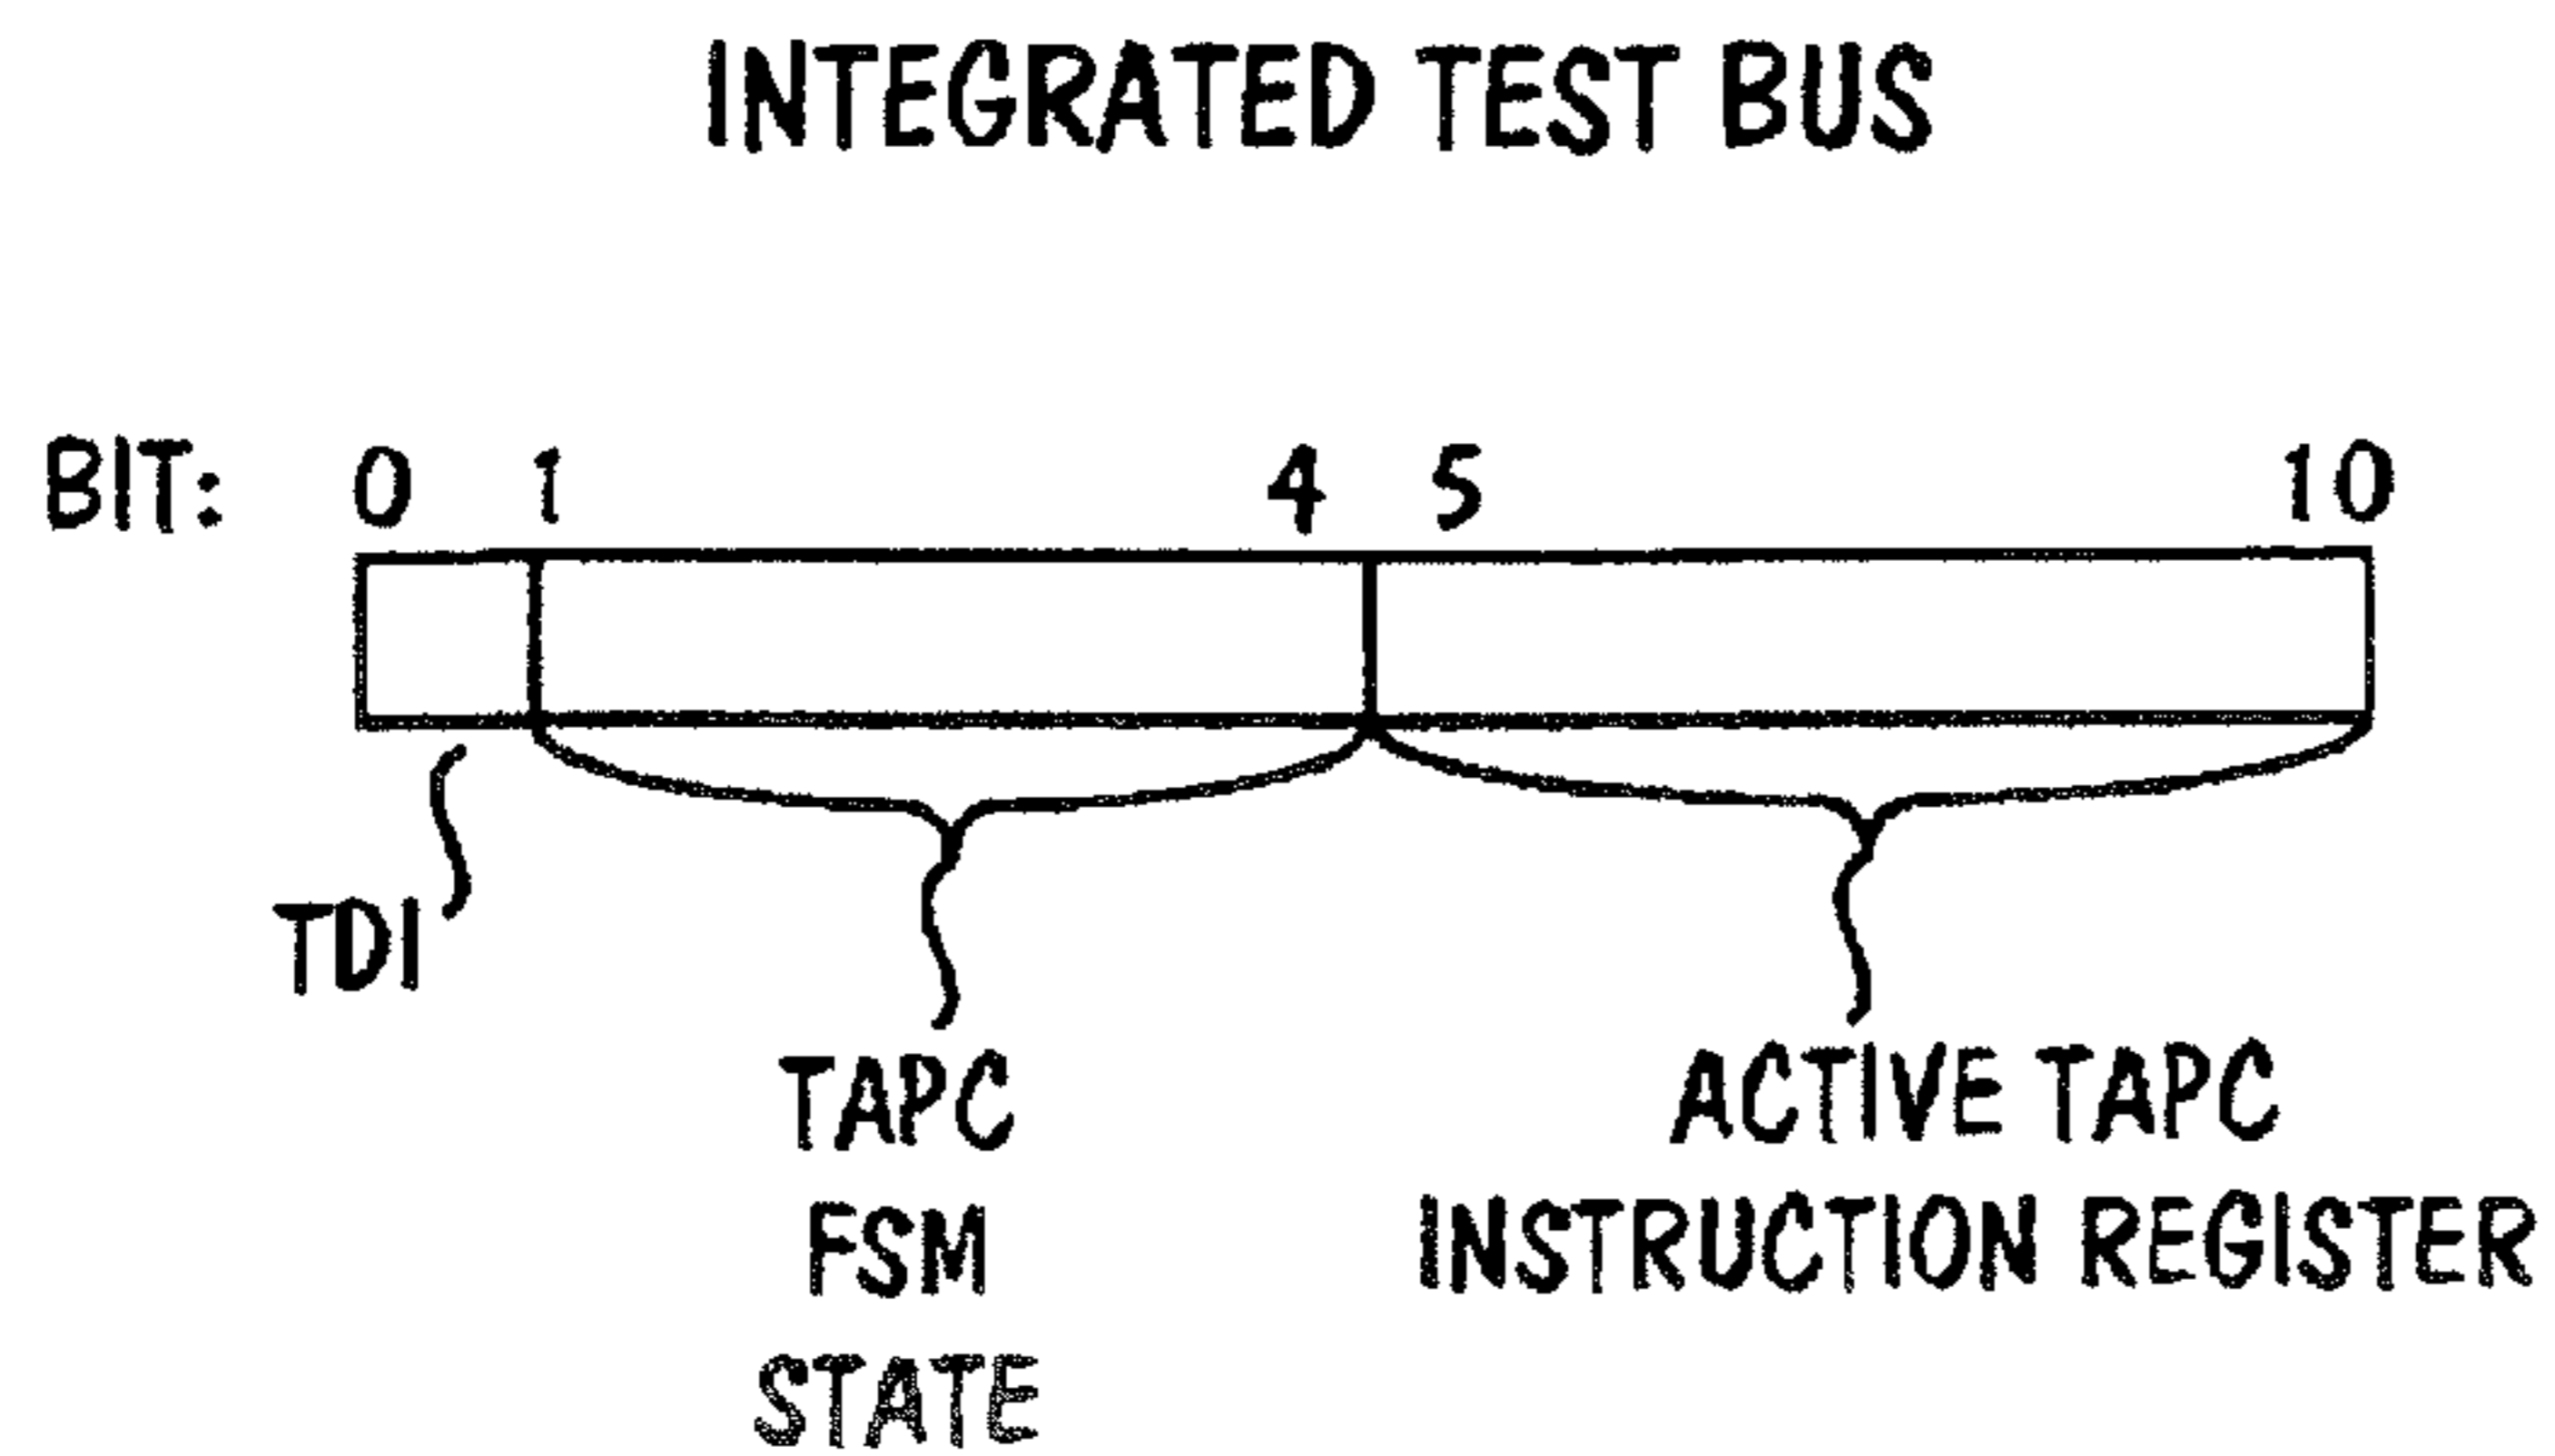 INTEGRATED TEST BUS
BIT: 0 1 4 5 10
TDI
TAPC
FSM
STATE
ACTIVE TAPC
INSTRUCTION REGISTER